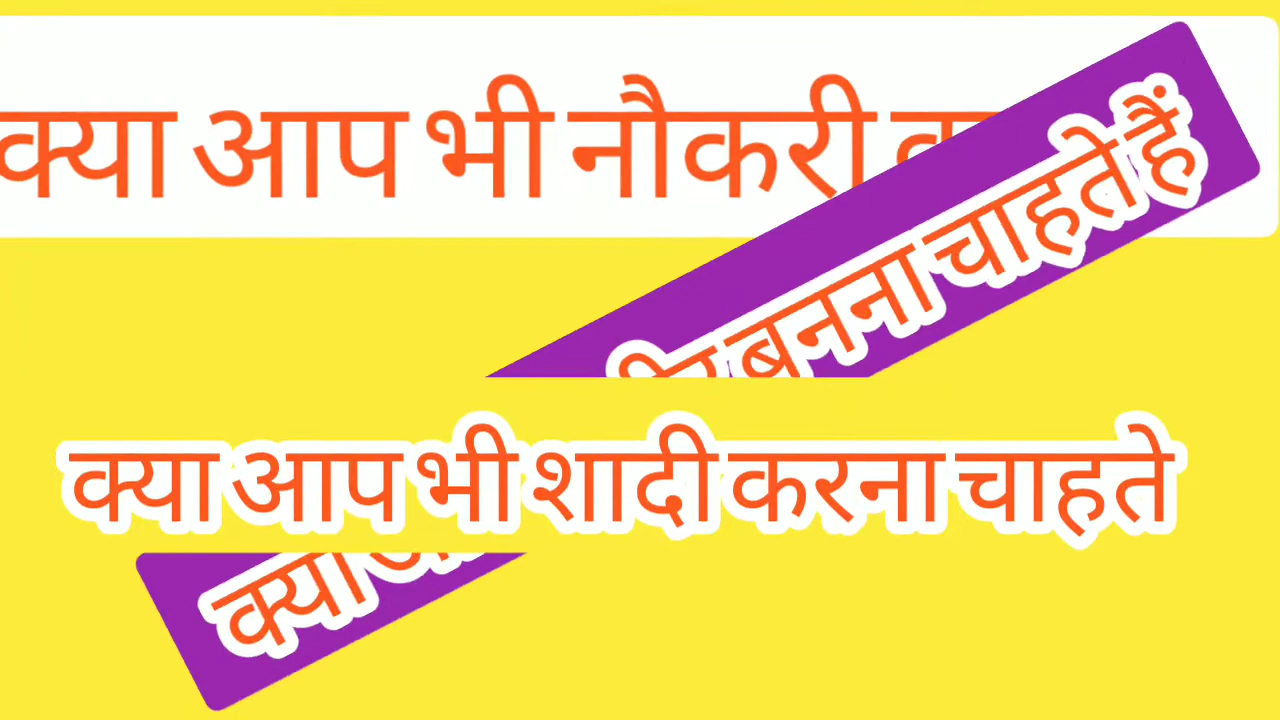 क्या आप भी नौकरी
बनना चाहते हैं
क्या आप भी शादी करना चाहते
क्या